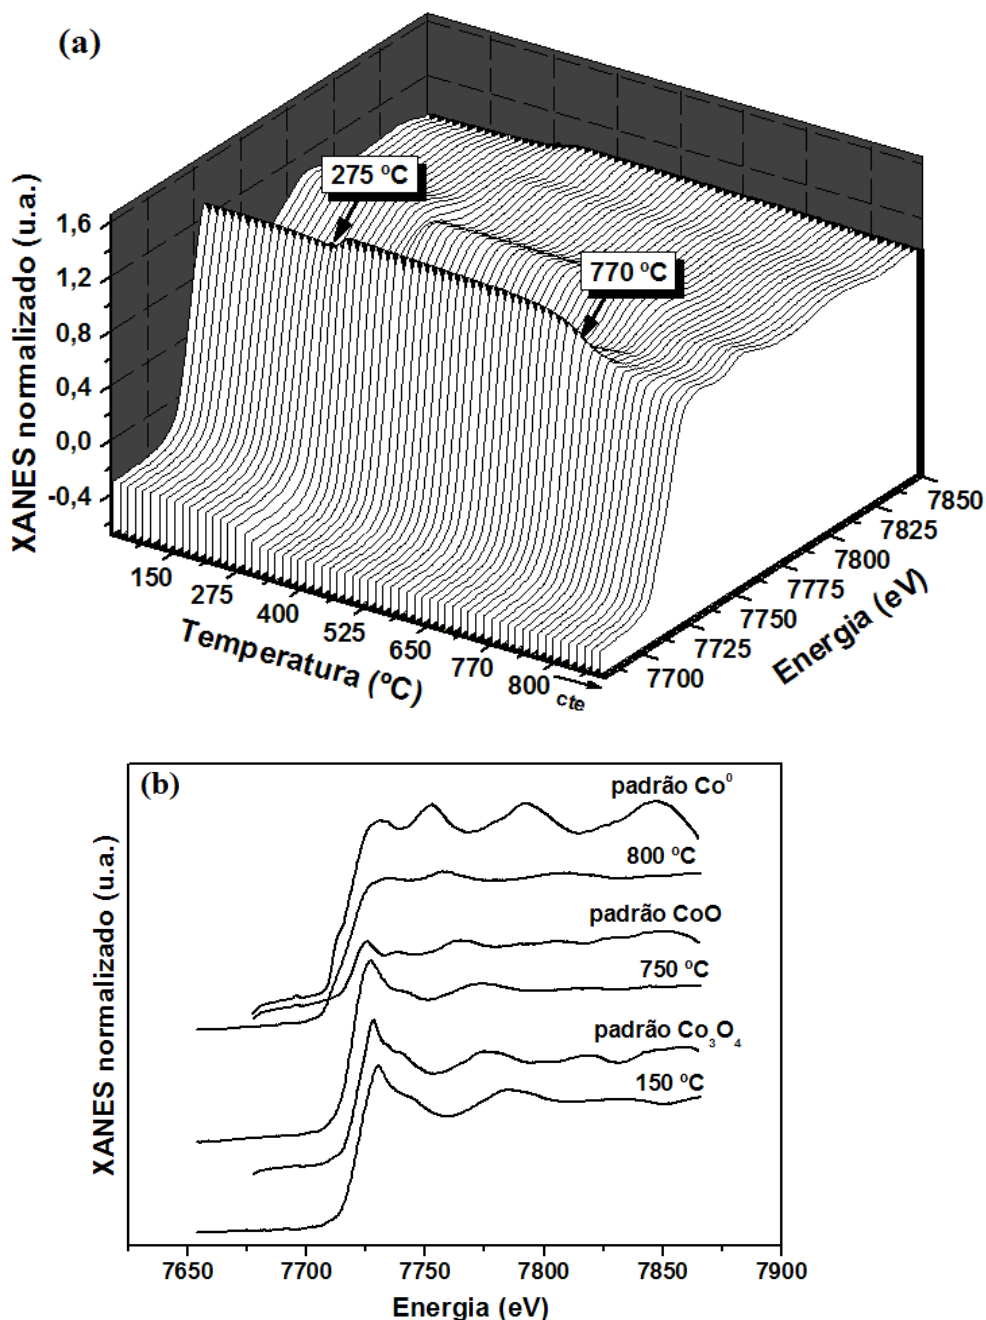 (a)
XANES normalizado (u.a.)
1,6
1,2
0,8
0,4
0,0
-0,4
275 ºC
770 ºC
150
275
400
525
650
770
800
cte
Temperatura (ºC)
7700
7725
7750
7775
7800
7825
7850
Energia (eV)
(b)
XANES normalizado (u.a.)
padrão Co⁰
800 ºC
padrão CoO
750 ºC
padrão Co₃O₄
150 ºC
7650
7700
7750
7800
7850
7900
Energia (eV)